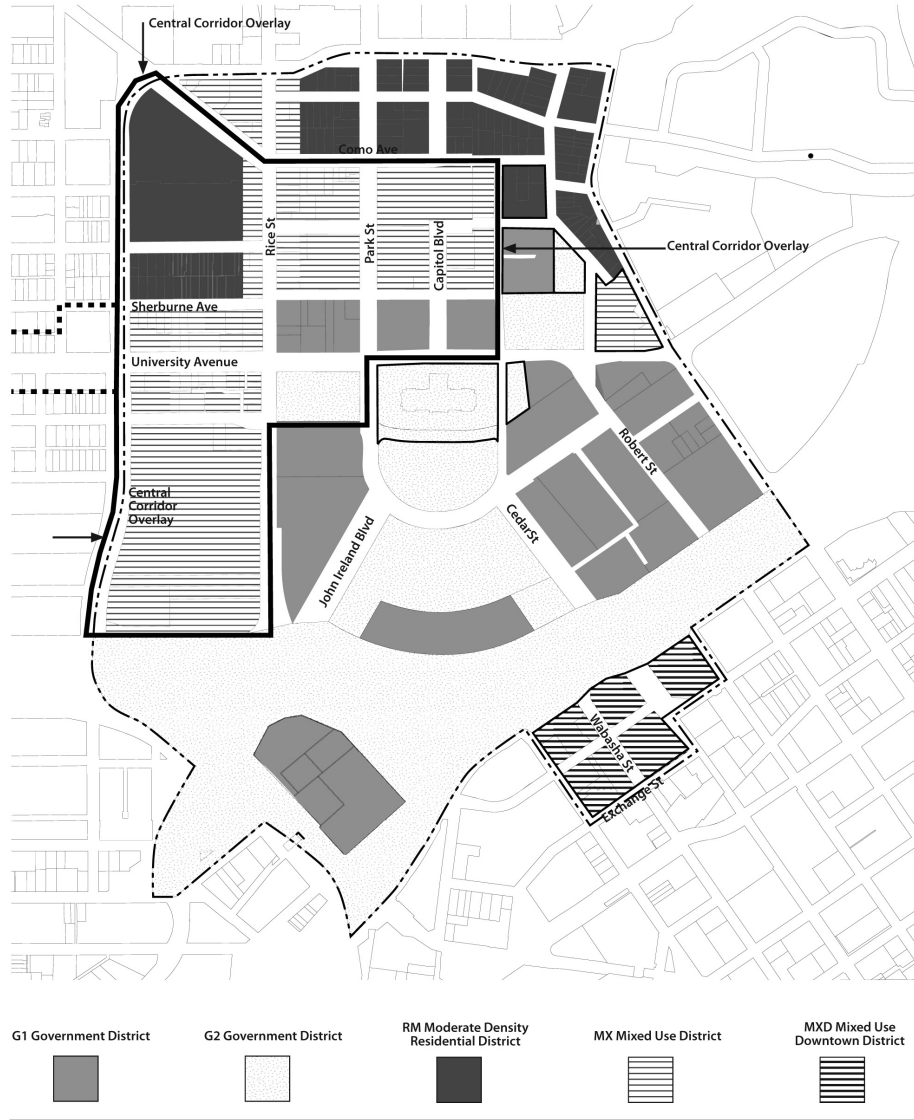 Central Corridor Overlay
Como Ave
Rice St
Park St
Capitol Blvd
Central Corridor Overlay
Sherburne Ave
University Avenue
Central
Corridor
Overlay
John Ireland Blvd
CedarSt
Robert St
Wabasha St
Exchange St
G1 Government District
G2 Government District
RM Moderate Density
Residential District
MX Mixed Use District
MXD Mixed Use
Downtown District